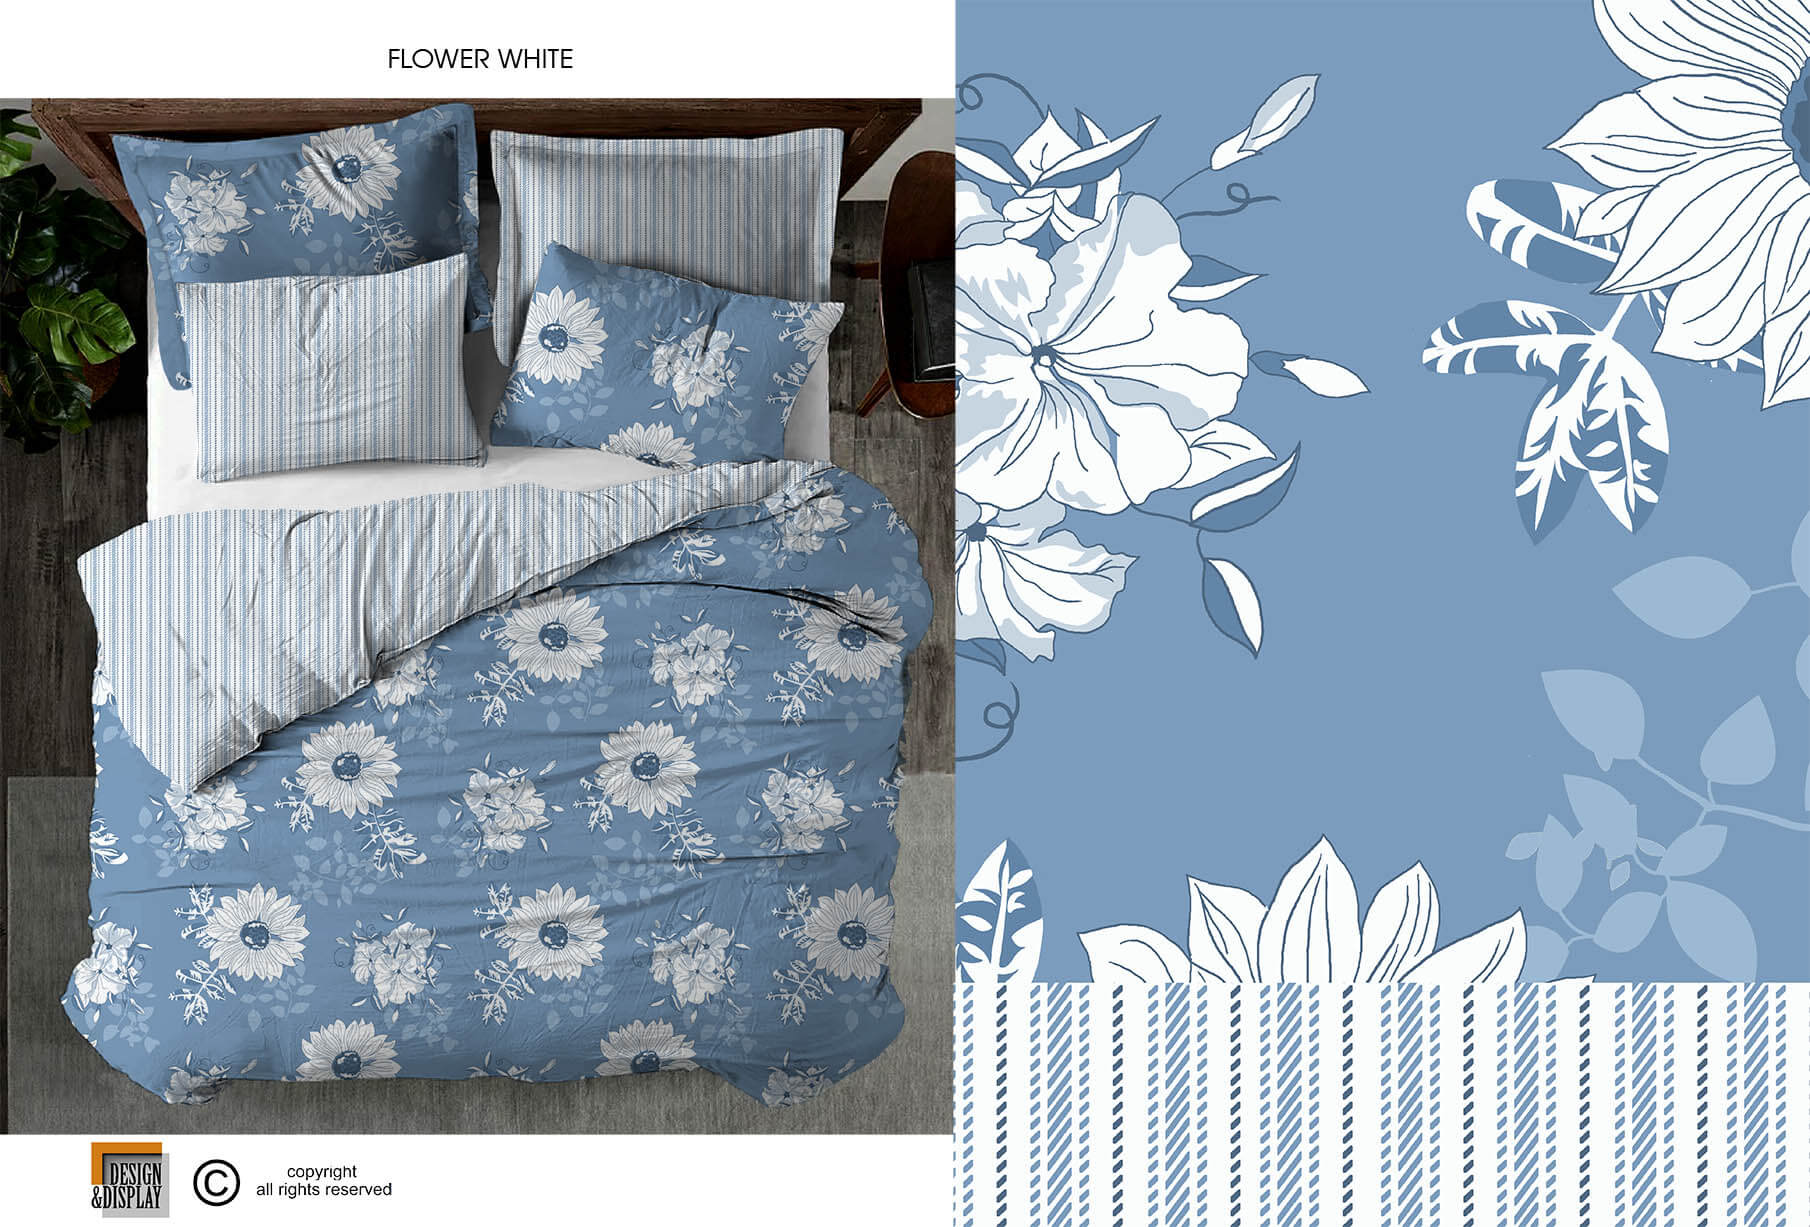 FLOWER WHITE
DESIGN
&DISPLAY
©
copyright
all rights reserved